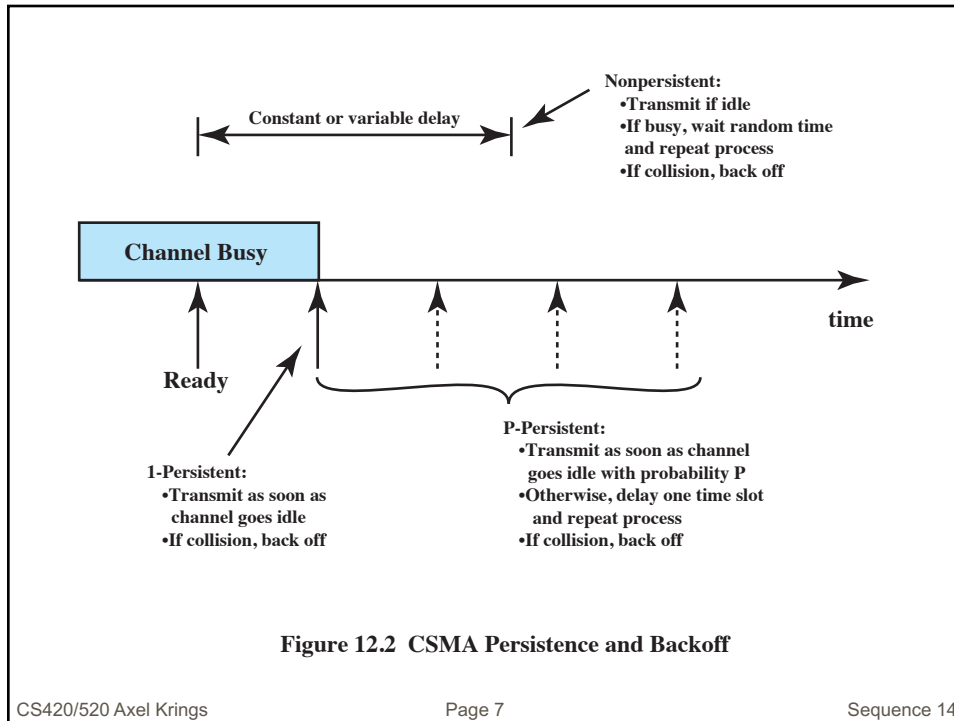 Nonpersistent:
•Transmit if idle
•If busy, wait random time
and repeat process
•If collision, back off
Constant or variable delay
Channel Busy
time
Ready
1-Persistent:
•Transmit as soon as
channel goes idle
•If collision, back off
P-Persistent:
•Transmit as soon as channel
goes idle with probability P
•Otherwise, delay one time slot
and repeat process
•If collision, back off
Figure 12.2 CSMA Persistence and Backoff
CS420/520 Axel Krings
Page 7
Sequence 14